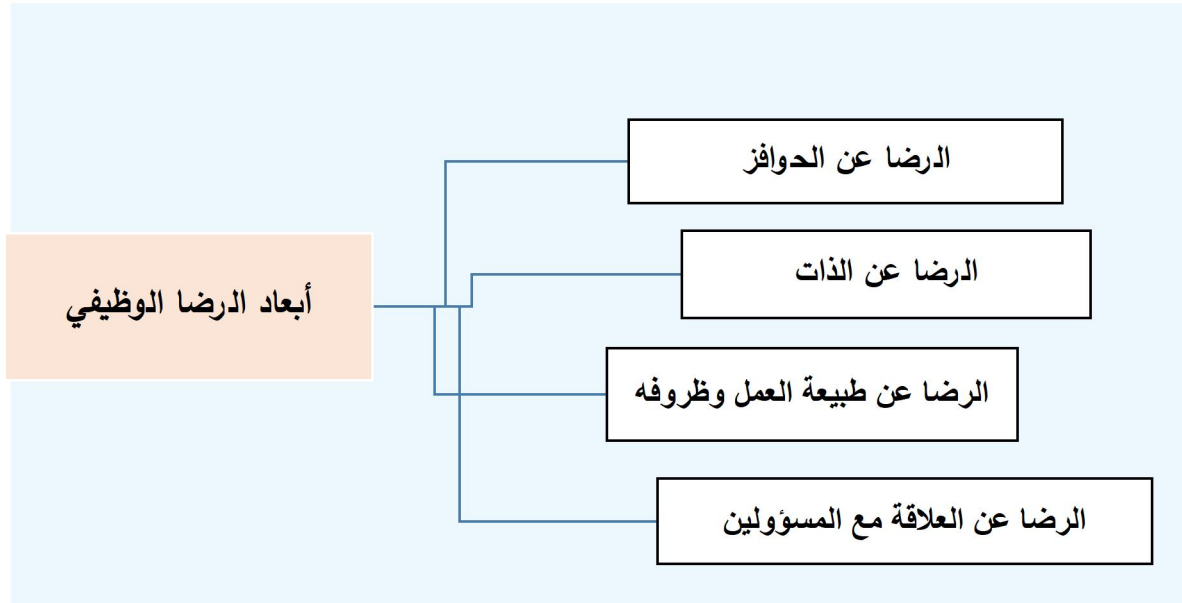 أبعاد الرضا الوظيفي
الرضا عن الحوافز
الرضا عن الذات
الرضا عن طبيعة العمل وظروفه
الرضا عن العلاقة مع المسؤولين